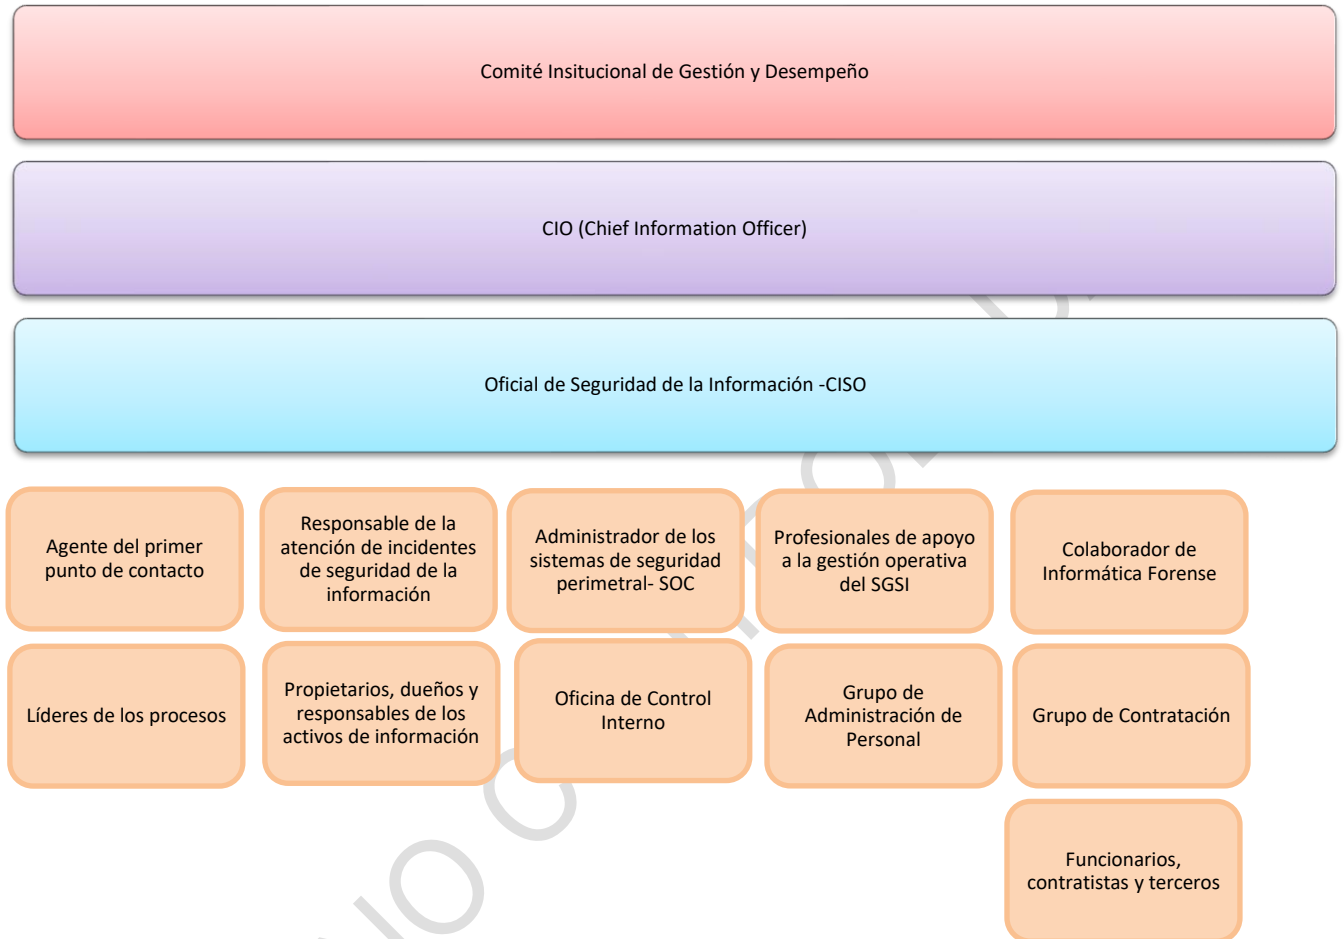 Comité Insitucional de Gestión y Desempeño
CIO (Chief Information Officer)
Oficial de Seguridad de la Información -CISO
Agente del primer
punto de contacto
Responsable de la
atención de incidentes
de seguridad de la
información
Administrador de los
sistemas de seguridad
perimetral- SOC
Profesionales de apoyo
a la gestión operativa
del SGSI
Colaborador de
Informática Forense
Líderes de los procesos
Propietarios, dueños y
responsables de los
activos de información
Oficina de Control
Interno
Grupo de
Administración de
Personal
Grupo de Contratación
Funcionarios,
contratistas y terceros